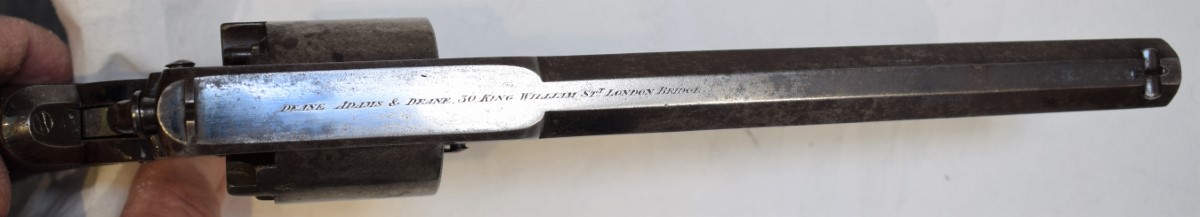 DEANE ADAMS & DEANE. 30 KING WILLIAM ST LONDON BRIDGE.